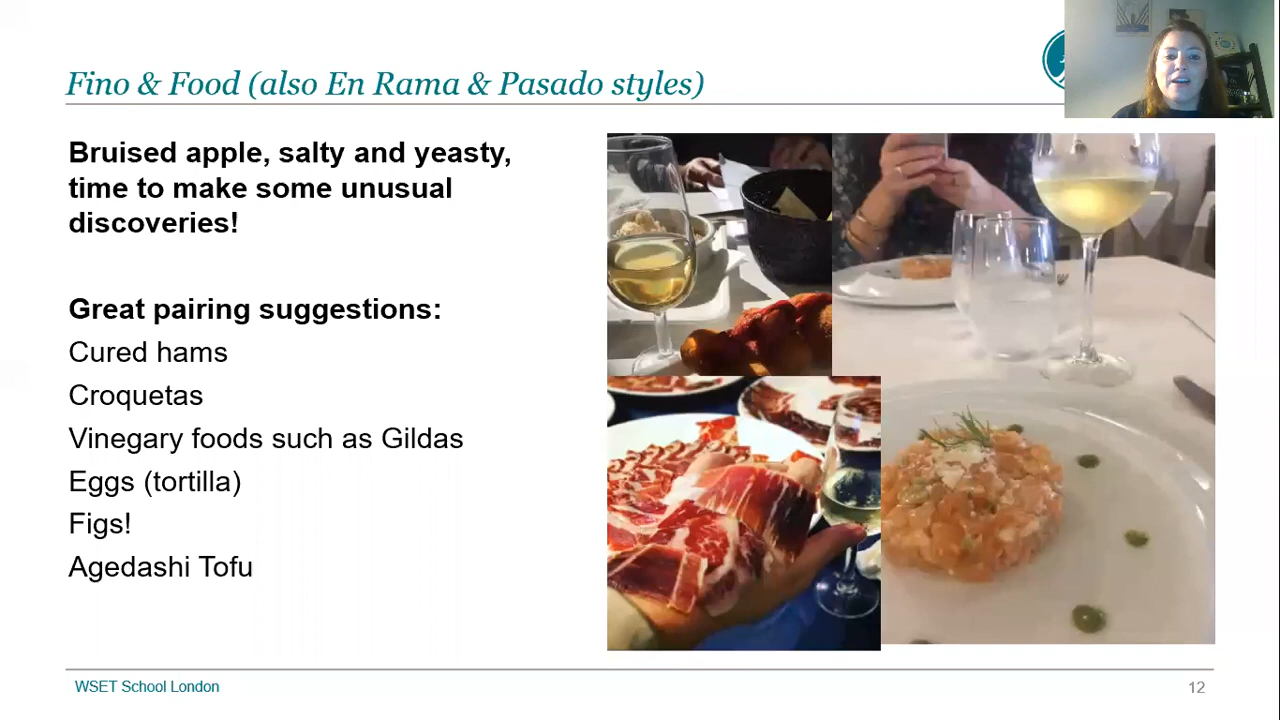 Fino & Food (also En Rama & Pasado styles)
Bruised apple, salty and yeasty,
time to make some unusual
discoveries!
Great pairing suggestions:
Cured hams
Croquetas
Vinegary foods such as Gildas
Eggs (tortilla)
Figs!
Agedashi Tofu
WSET School London
12